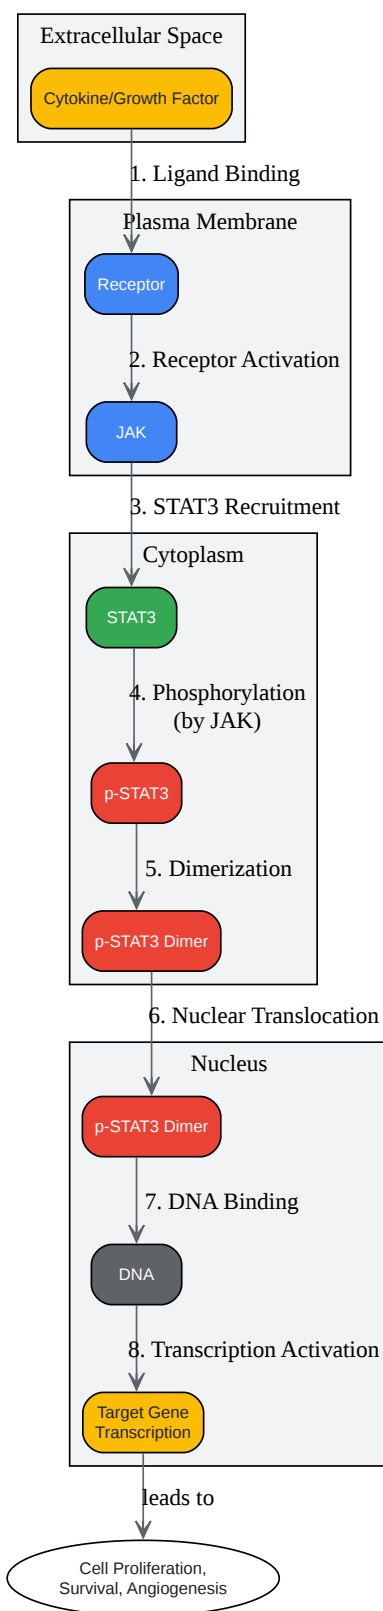 Extracellular Space
Cytokine/Growth Factor
1. Ligand Binding
Plasma Membrane
Receptor
2. Receptor Activation
JAK
3. STAT3 Recruitment
Cytoplasm
STAT3
4. Phosphorylation
(by JAK)
p-STAT3
5. Dimerization
p-STAT3 Dimer
6. Nuclear Translocation
Nucleus
p-STAT3 Dimer
7. DNA Binding
DNA
8. Transcription Activation
Target Gene
Transcription
leads to
Cell Proliferation,
Survival, Angiogenesis